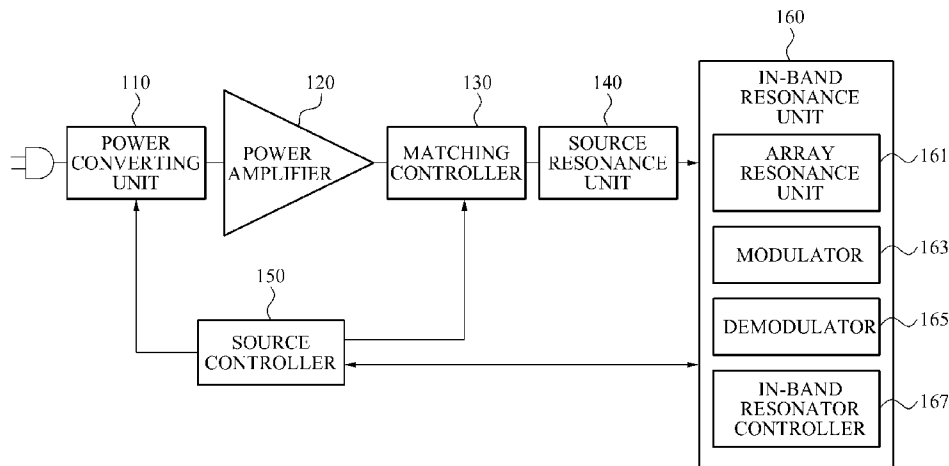 110
POWER
CONVERTING
UNIT
120
POWER
AMPLIFIER
130
MATCHING
CONTROLLER
140
SOURCE
RESONANCE
UNIT
150
SOURCE
CONTROLLER
160
IN-BAND
RESONANCE
UNIT
ARRAY
RESONANCE
UNIT
161
MODULATOR
163
DEMODULATOR
165
IN-BAND
RESONATOR
CONTROLLER
167